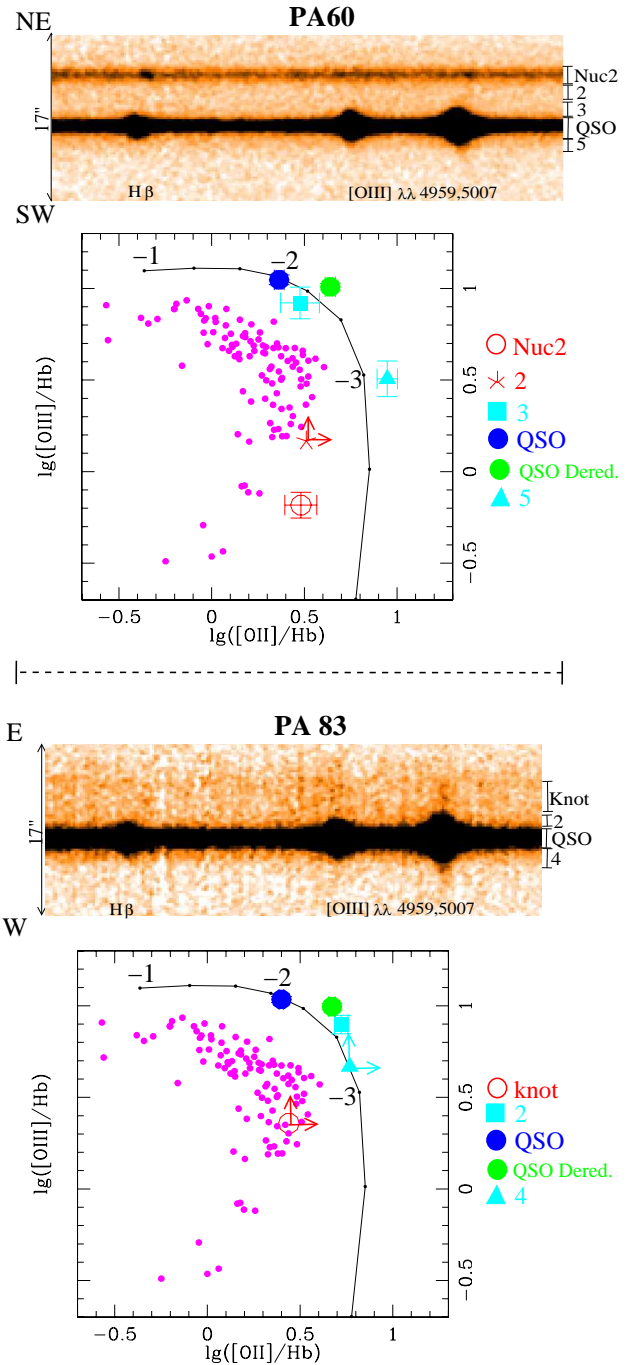 NE
PA60
17"
Nuc2
2
3
QSO
5
Hβ
[OIII] λλ 4959,5007
SW
−1
−2
−3
lg([OIII]/Hb)
1
0.5
0
−0.5
−0.5
0
0.5
1
lg([OII]/Hb)
Nuc2
2
3
QSO
QSO Dered.
5
PA 83
E
17"
Knot
2
QSO
4
Hβ
[OIII] λλ 4959,5007
W
−1
−2
−3
lg([OIII]/Hb)
1
0.5
0
−0.5
−0.5
0
0.5
1
lg([OII]/Hb)
knot
2
QSO
QSO Dered.
4